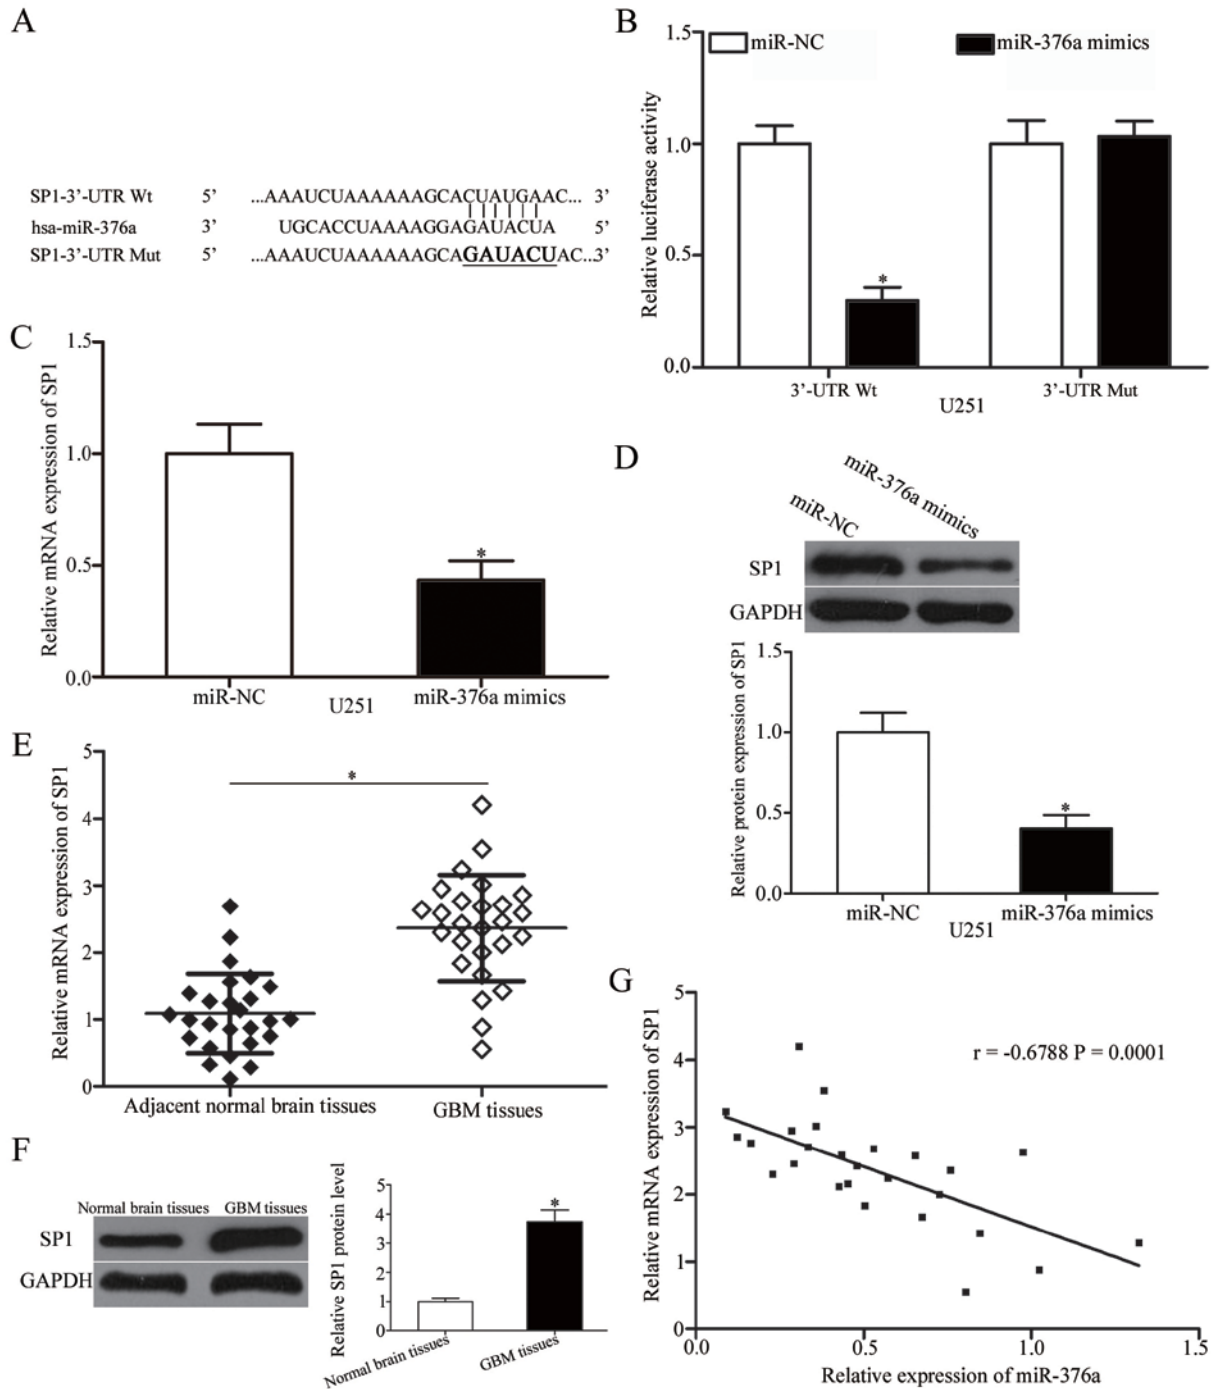 A
SP1-3’-UTR Wt 5’ ...AAAUCUAAAAAAGCACUAUGAAC... 3’
hsa-miR-376a 3’ UGCACCUAAAAGGAGAUACUA 5’
SP1-3’-UTR Mut 5’ ...AAAUCUAAAAAAGCAGAUACUAC...3’
B
miR-NC miR-376a mimics
Relative luciferase activity
1.5
1.0
0.5
0.0
*
3’-UTR Wt 3’-UTR Mut
U251
C
Relative mRNA expression of SP1
1.5
1.0
0.5
0.0
*
miR-NC miR-376a mimics
U251
D
miR-NC miR-376a mimics
SP1
GAPDH
Relative protein expression of SP1
1.5
1.0
0.5
0.0
*
miR-NC miR-376a mimics
U251
E
Relative mRNA expression of SP1
5
4
3
2
1
0
*
Adjacent normal brain tissues GBM tissues
F
Normal brain tissues GBM tissues
SP1
GAPDH
Relative SP1 protein level
5
4
3
2
1
0
*
Normal brain tissues GBM tissues
G
Relative mRNA expression of SP1
5
4
3
2
1
0
r = -0.6788 P = 0.0001
0.0 0.5 1.0 1.5
Relative expression of miR-376a